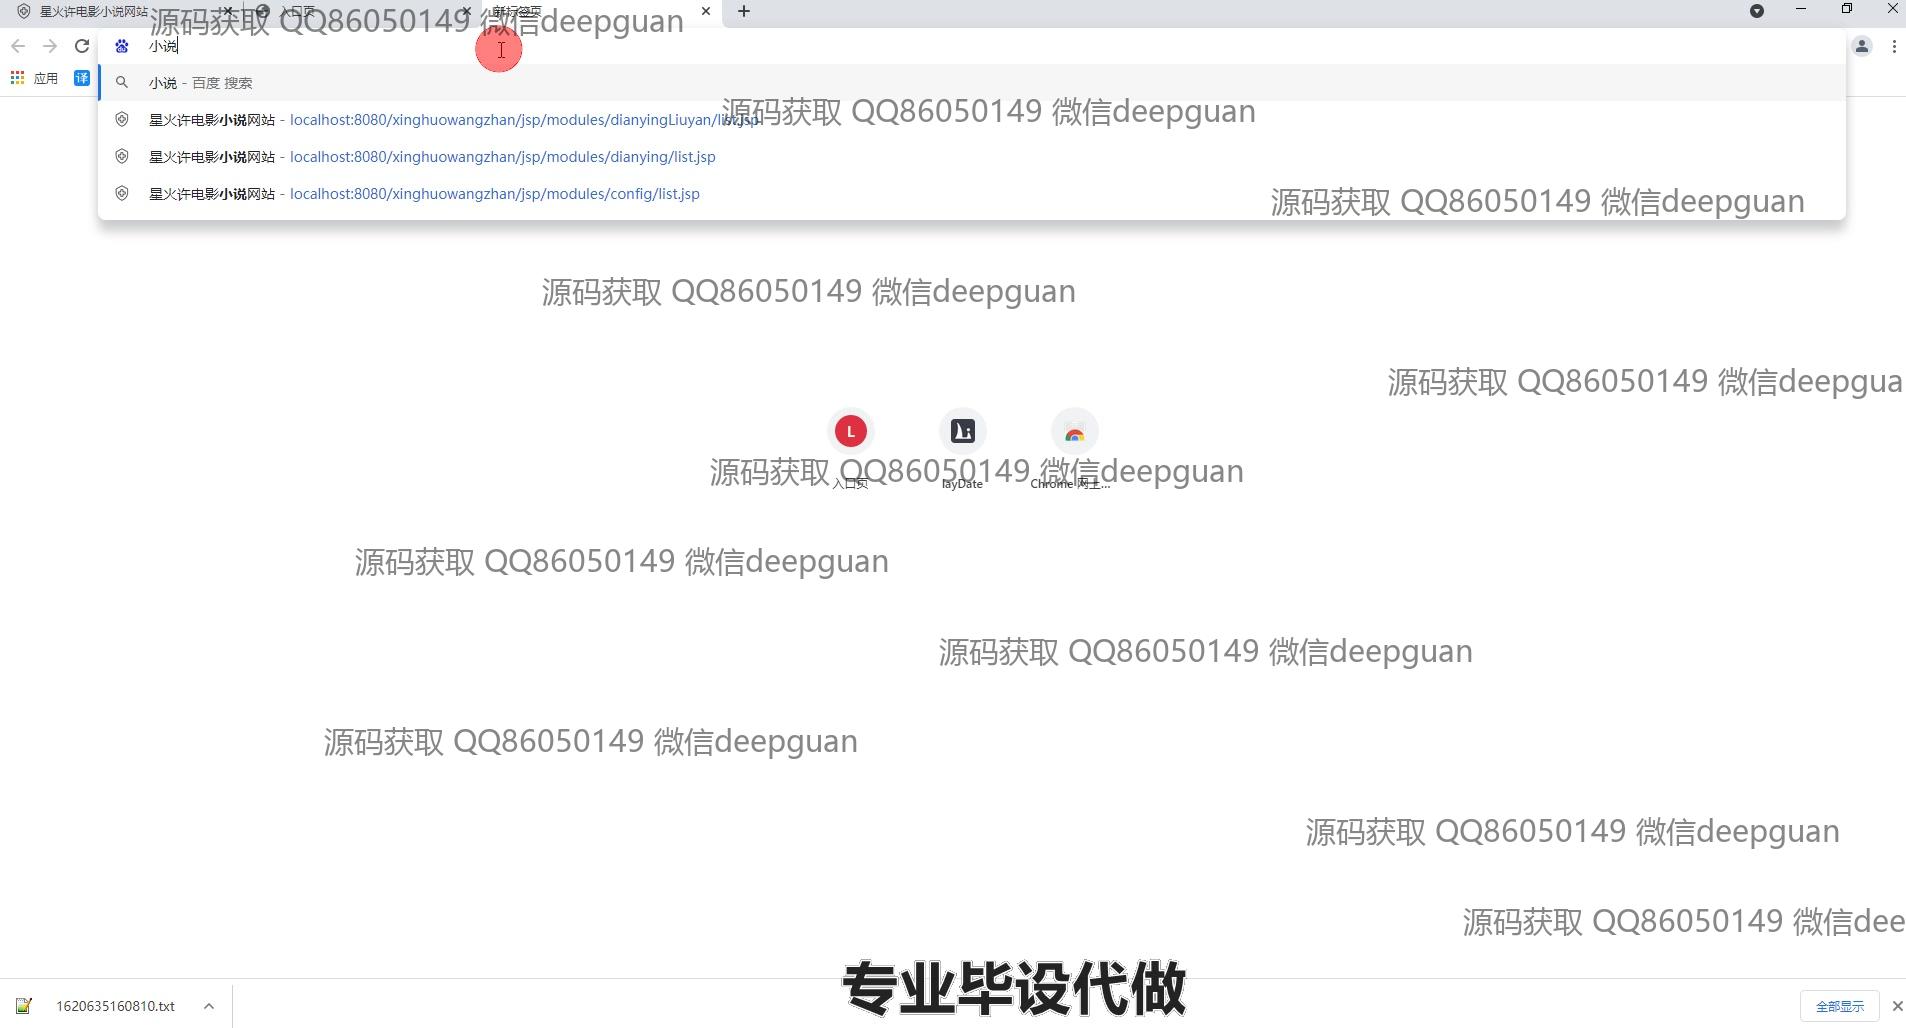 星火许电影小说网站
入口页
新标签页
源码获取 QQ86050149 微信deepguan
小说
应用
译
小说 - 百度 搜索
源码获取 QQ86050149 微信deepguan
星火许电影小说网站 - localhost:8080/xinghuowangzhan/jsp/modules/dianyingLiuyan/list.jsp
星火许电影小说网站 - localhost:8080/xinghuowangzhan/jsp/modules/dianying/list.jsp
星火许电影小说网站 - localhost:8080/xinghuowangzhan/jsp/modules/config/list.jsp
源码获取 QQ86050149 微信deepguan
源码获取 QQ86050149 微信deepguan
源码获取 QQ86050149 微信deepgua
L
源码获取 QQ86050149 微信deepguan
入口页
layDate
Chrome 网上...
源码获取 QQ86050149 微信deepguan
源码获取 QQ86050149 微信deepguan
源码获取 QQ86050149 微信deepguan
源码获取 QQ86050149 微信deepguan
源码获取 QQ86050149 微信dee
专业毕设代做
1620635160810.txt
全部显示